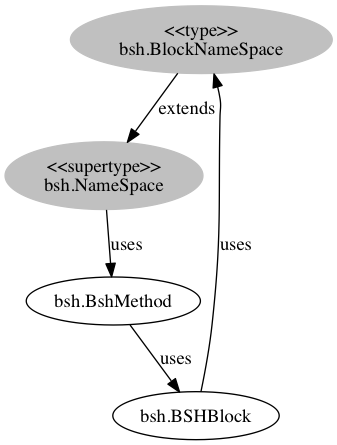 <<type>>
bsh.BlockNameSpace
extends
<<supertype>>
bsh.NameSpace
uses
uses
bsh.BshMethod
uses
bsh.BSHBlock